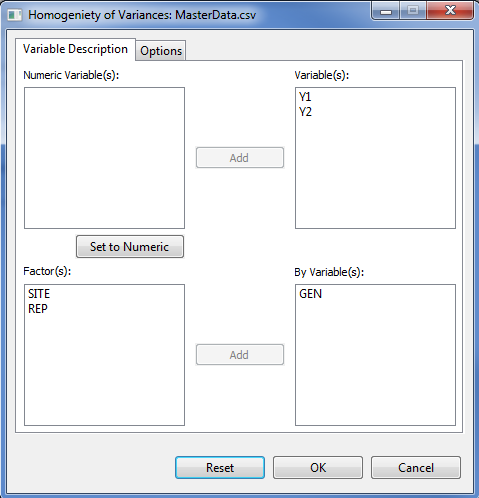 Homogeniety of Variances: MasterData.csv
Variable Description
Options
Numeric Variable(s):
Variable(s):
Y1
Y2
Add
Set to Numeric
Factor(s):
By Variable(s):
SITE
REP
GEN
Add
Reset
OK
Cancel